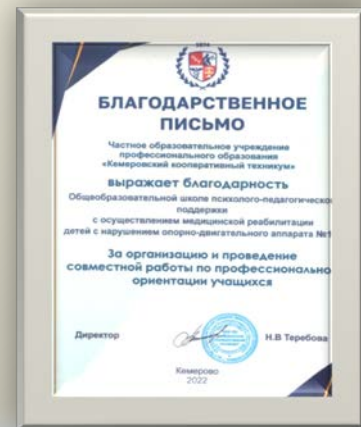 1974
БЛАГОДАРСТВЕННОЕ
ПИСЬМО
Частное образовательное учреждение
профессионального образования
«Кемеровский кооперативный техникум»
выражает благодарность
Общеобразовательной школе психолого-педагогической
поддержки
с осуществлением медицинской реабилитации
детей с нарушением опорно-двигательного аппарата №1
За организацию и проведение
совместной работы по профессионально
ориентации учащихся
Директор
Н.В Теребова
Кемерово
2022